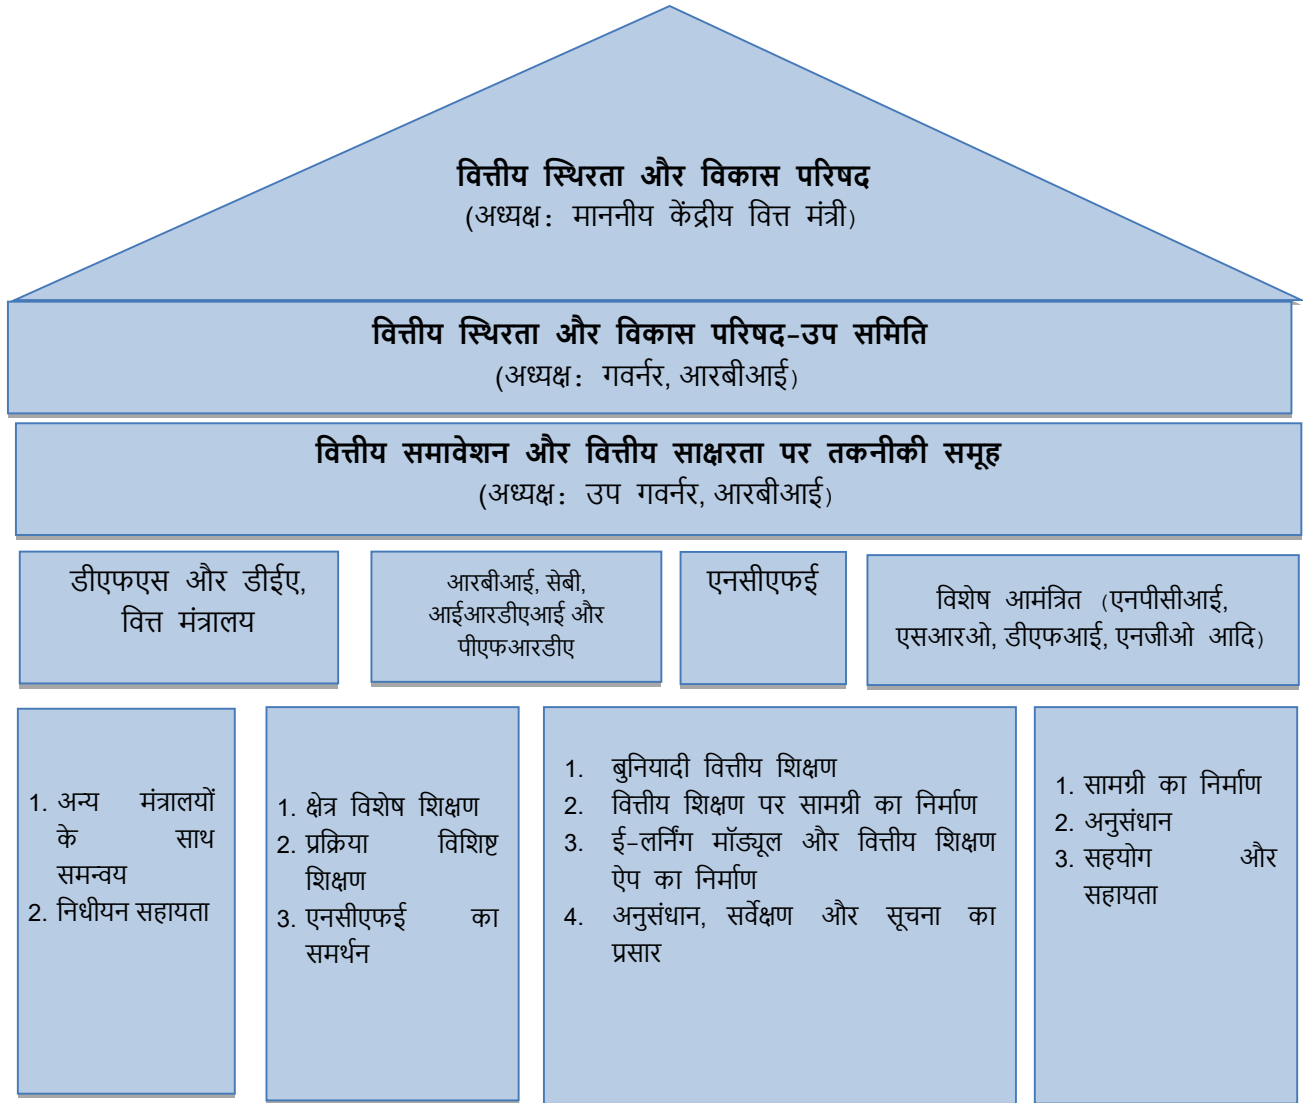 वित्तीय स्थिरता और विकास परिषद
(अध्यक्ष: माननीय केंद्रीय वित्त मंत्री)
वित्तीय स्थिरता और विकास परिषद-उप समिति
(अध्यक्ष: गवर्नर, आरबीआई)
वित्तीय समावेशन और वित्तीय साक्षरता पर तकनीकी समूह
(अध्यक्ष: उप गवर्नर, आरबीआई)
डीएफएस और डीईए,
वित्त मंत्रालय
आरबीआई, सेबी,
आईआरडीएआई और
पीएफआरडीए
एनसीएफई
विशेष आमंत्रित (एनपीसीआई,
एसआरओ, डीएफआई, एनजीओ आदि)
1. अन्य मंत्रालयों
के साथ
समन्वय
2. निधीयन सहायता
1. क्षेत्र विशेष शिक्षण
2. प्रक्रिया विशिष्ट
शिक्षण
3. एनसीएफई का
समर्थन
1. बुनियादी वित्तीय शिक्षण
2. वित्तीय शिक्षण पर सामग्री का निर्माण
3. ई-लर्निंग मॉड्यूल और वित्तीय शिक्षण
ऐप का निर्माण
4. अनुसंधान, सर्वेक्षण और सूचना का
प्रसार
1. सामग्री का निर्माण
2. अनुसंधान
3. सहयोग और
सहायता